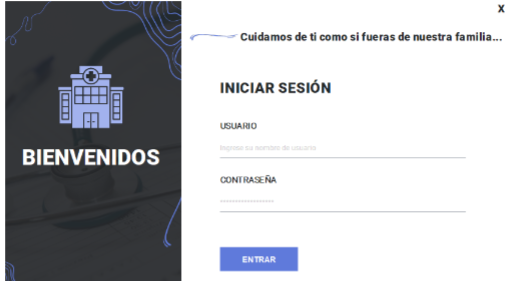 X
Cuidamos de ti como si fueras de nuestra familia...
BIENVENIDOS
INICIAR SESIÓN
USUARIO
Ingrese su nombre de usuario
CONTRASEÑA
ENTRAR